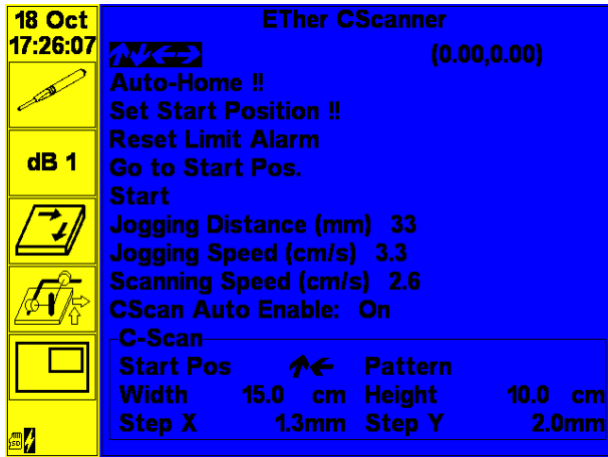 18 Oct
17:26:07
dB 1
SD
ETher CScanner
(0.00,0.00)
Auto-Home !!
Set Start Position !!
Reset Limit Alarm
Go to Start Pos.
Start
Jogging Distance (mm) 33
Jogging Speed (cm/s) 3.3
Scanning Speed (cm/s) 2.6
CScan Auto Enable: On
C-Scan
Start Pos Pattern
Width 15.0 cm Height 10.0 cm
Step X 1.3mm Step Y 2.0mm